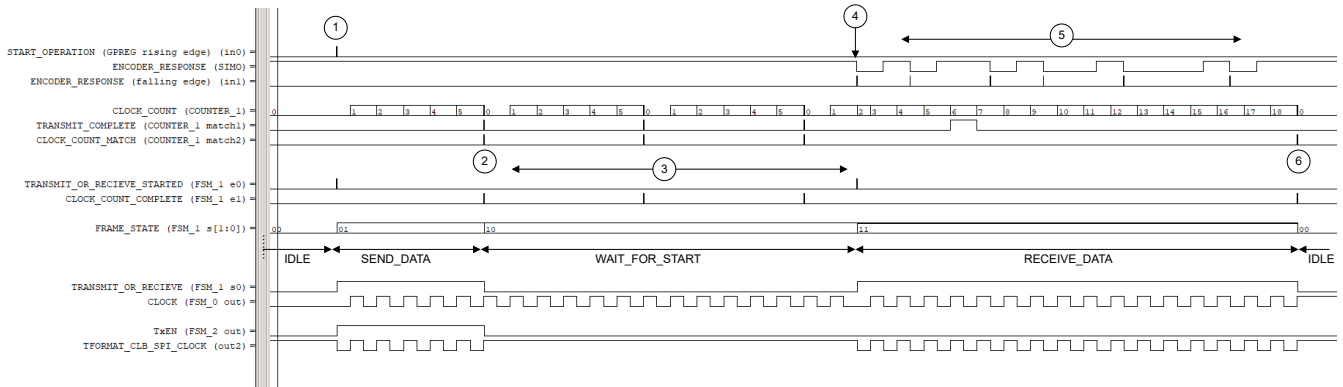 1
4
5
START_OPERATION (GPREG rising edge) (in0) =
ENCODER_RESPONSE (SIMO) =
ENCODER_RESPONSE (falling edge) (in1) =
CLOCK_COUNT (COUNTER_1) = 0 1 2 3 4 5 0 1 2 3 4 5 0 1 2 3 4 5 0 1 2 3 4 5 6 7 8 9 10 11 12 13 14 15 16 17 18 0
TRANSMIT_COMPLETE (COUNTER_1 match1) =
CLOCK_COUNT_MATCH (COUNTER_1 match2) =
2
3
6
TRANSMIT_OR_RECIEVE_STARTED (FSM_1 e0) =
CLOCK_COUNT_COMPLETE (FSM_1 e1) =
FRAME_STATE (FSM_1 s[1:0]) = 00 01 10 11 00
IDLE SEND_DATA WAIT_FOR_START RECEIVE_DATA IDLE
TRANSMIT_OR_RECIEVE (FSM_1 s0) =
CLOCK (FSM_0 out) =
TxEN (FSM_2 out) =
TFORMAT_CLB_SPI_CLOCK (out2) =